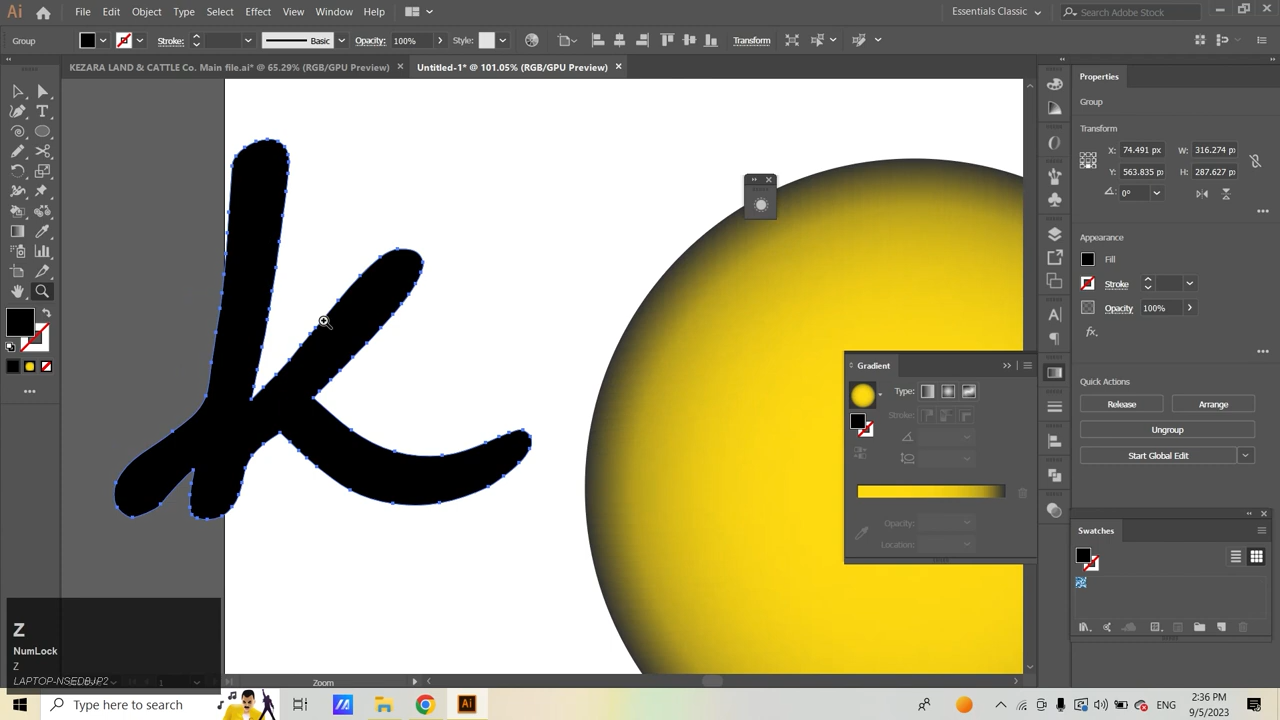 Ai File Edit Object Type Select Effect View Window Help Essentials Classic Search Adobe Stock
Group Stroke: Basic Opacity: 100% Style: Transform
KEZARA LAND & CATTLE Co. Main file.ai* @ 65.29% (RGB/GPU Preview) Untitled-1* @ 101.05% (RGB/GPU Preview)
Properties
Group
Transform
X: 74.491 px W: 316.274 px
Y: 563.835 px H: 287.627 px
0°
Appearance
Fill
Stroke
Opacity 100%
fx.
Quick Actions
Release Arrange
Ungroup
Start Global Edit
Swatches
Gradient
Type:
Stroke:
Opacity:
Location:
k
Z
NumLock
Z
LAPTOP-NSEDBJP2
1 Zoom
Type here to search
Ai
ENG
2:36 PM
9/5/2023